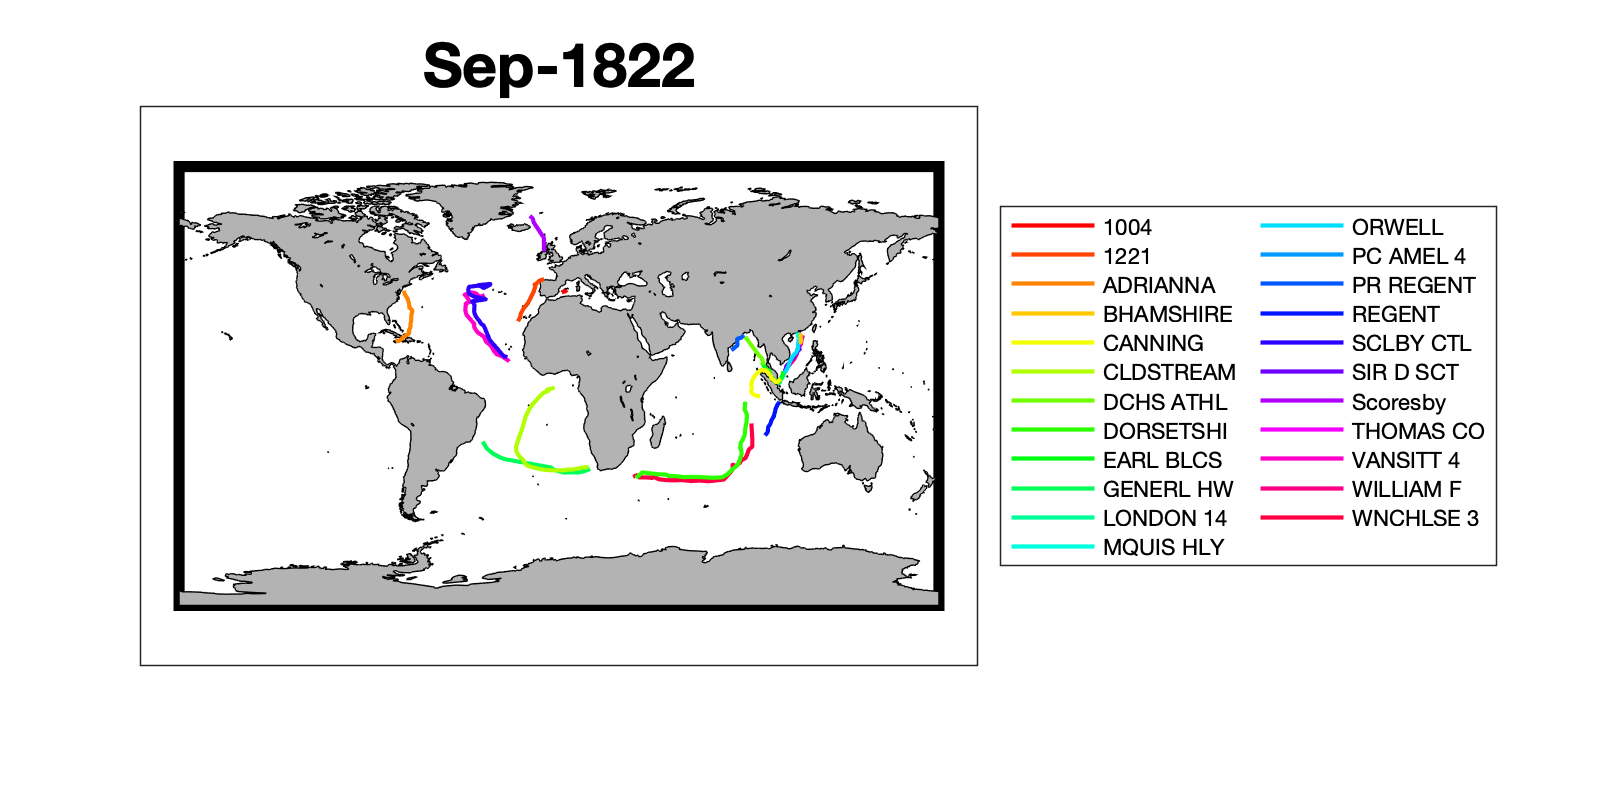 Sep-1822
1004
1221
ADRIANNA
BHAMSHIRE
CANNING
CLDSTREAM
DCHS ATHL
DORSETSHI
EARL BLCS
GENERL HW
LONDON 14
MQUIS HLY
ORWELL
PC AMEL 4
PR REGENT
REGENT
SCLBY CTL
SIR D SCT
Scoresby
THOMAS CO
VANSITT 4
WILLIAM F
WNCHLSE 3